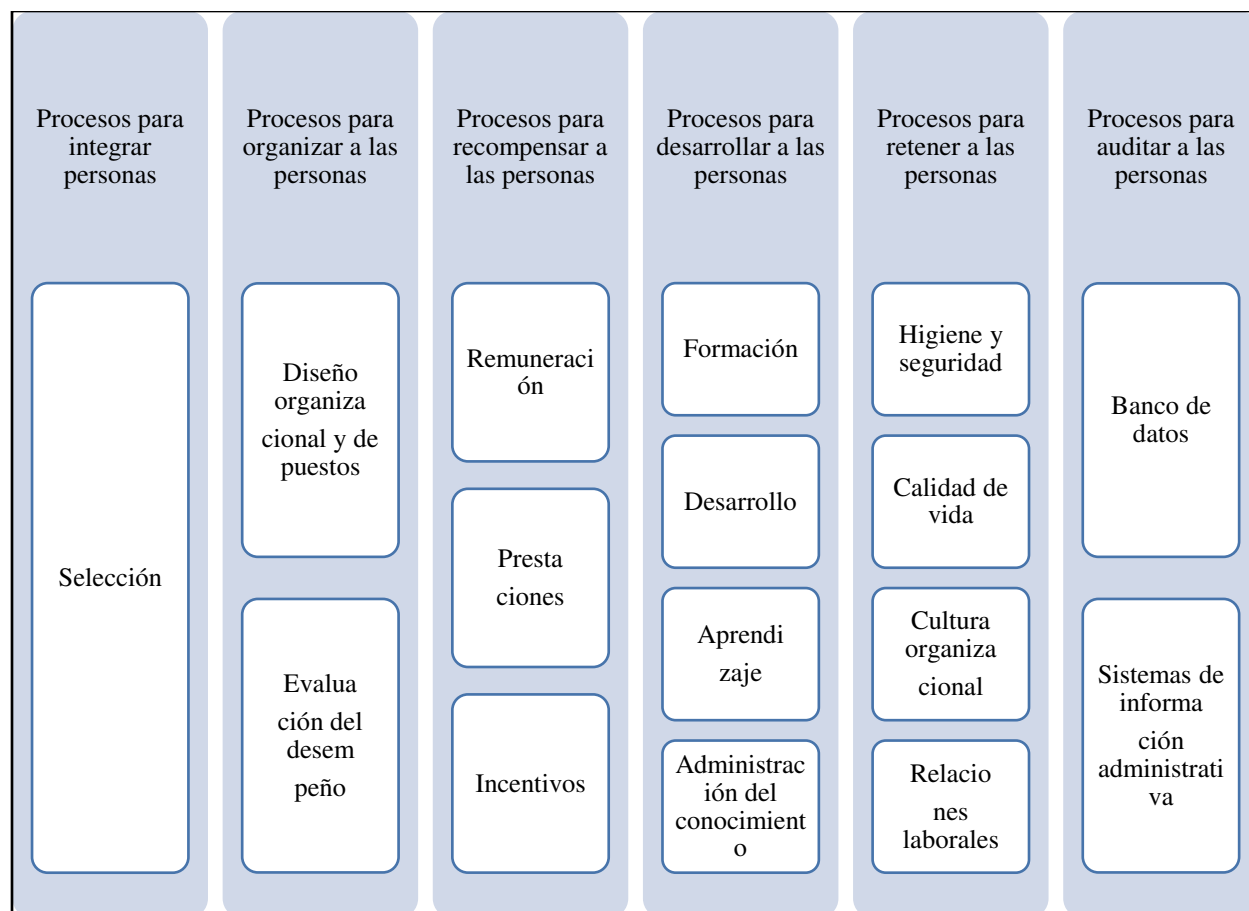 Procesos para
integrar
personas
Selección
Procesos para
organizar a las
personas
Diseño
organiza
cional y de
puestos
Evalua
ción del
desem
peño
Procesos para
recompensar a
las personas
Remuneraci
ón
Presta
ciones
Incentivos
Procesos para
desarrollar a las
personas
Formación
Desarrollo
Aprendi
zaje
Administrac
ión del
conocimient
o
Procesos para
retener a las
personas
Higiene y
seguridad
Calidad de
vida
Cultura
organiza
cional
Relacio
nes
laborales
Procesos para
auditar a las
personas
Banco de
datos
Sistemas de
informa
ción
administrati
va